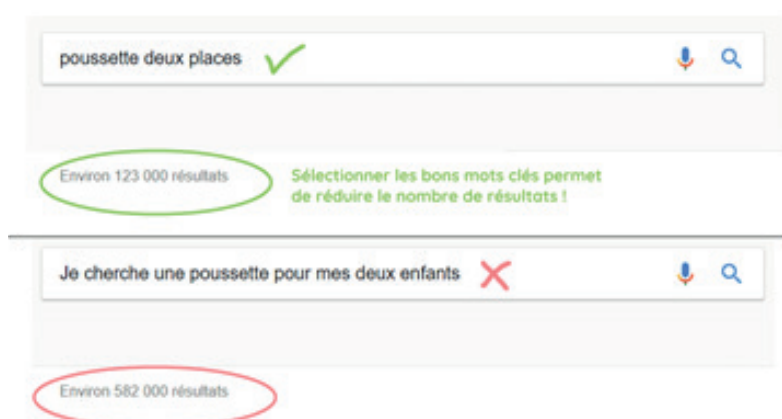 poussette deux places
Environ 123 000 résultats
Sélectionner les bons mots clés permet
de réduire le nombre de résultats !
Je cherche une poussette pour mes deux enfants
Environ 582 000 résultats